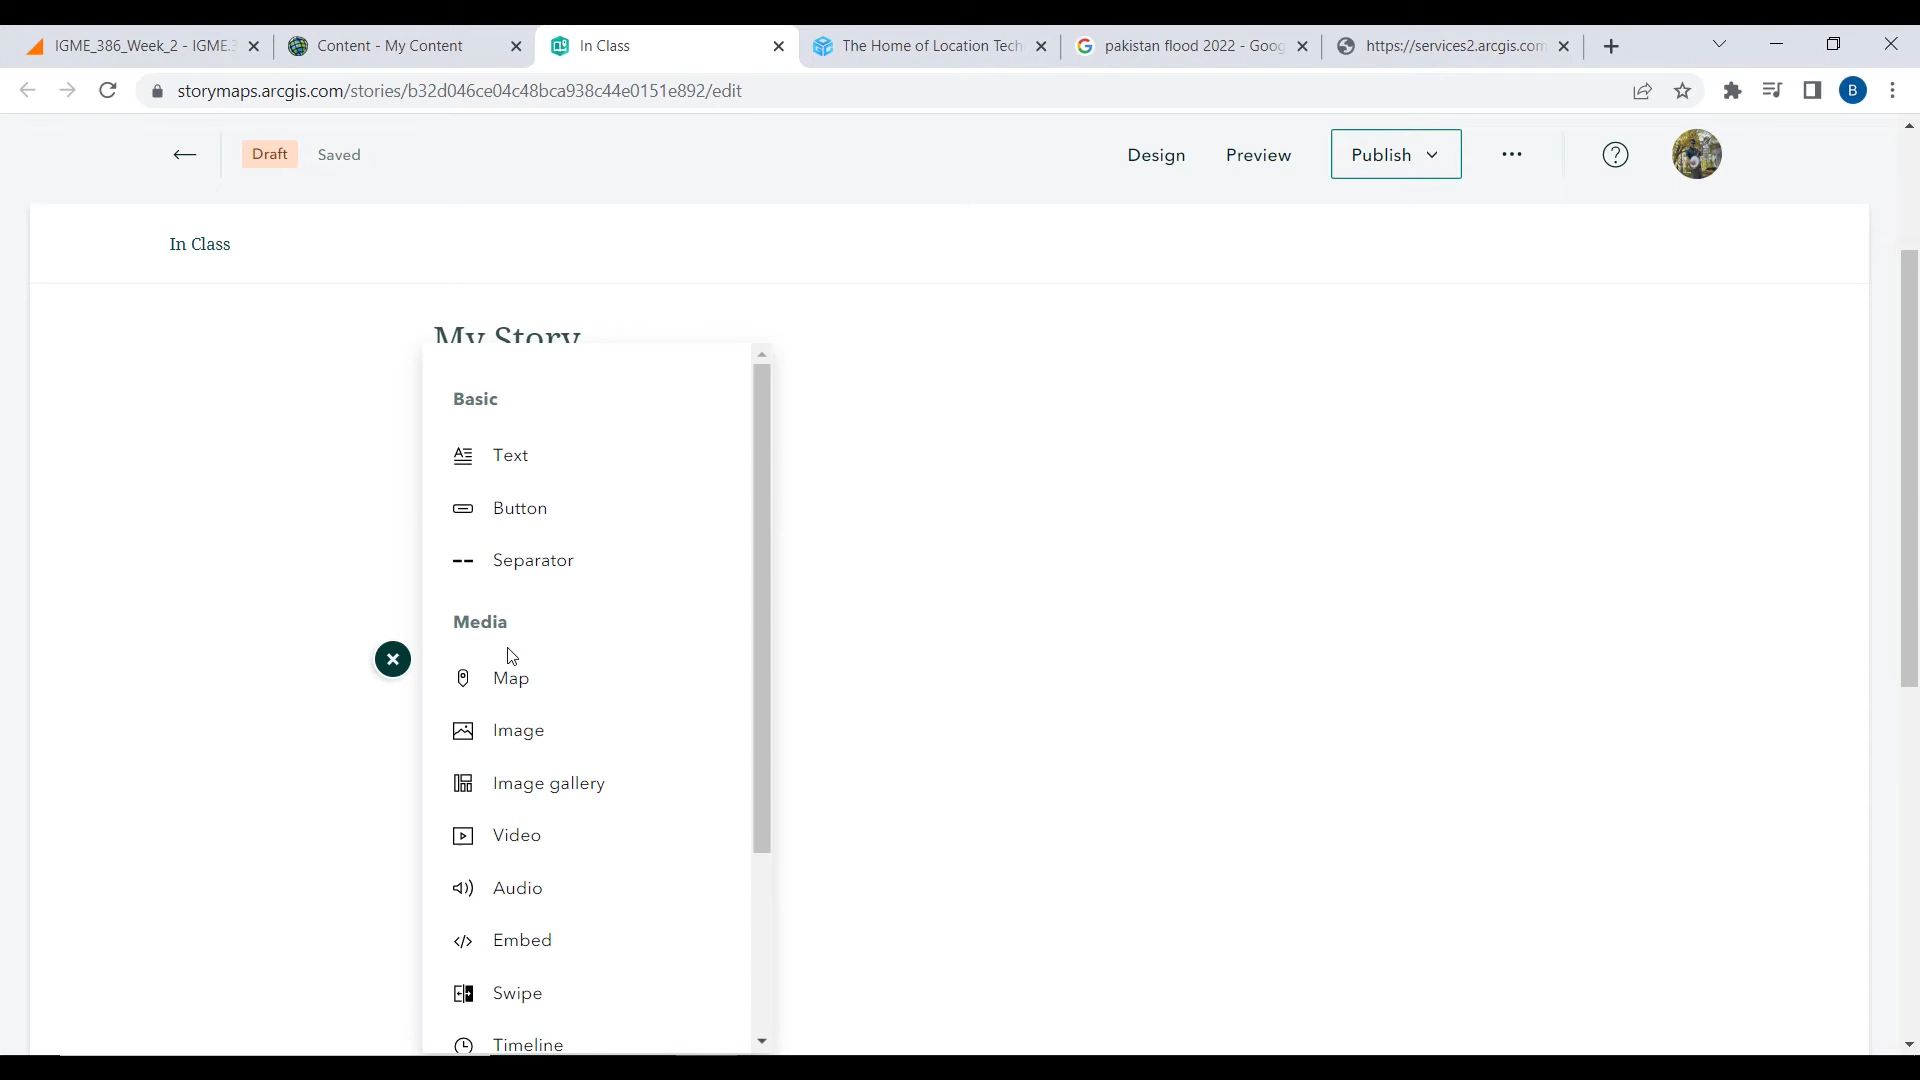 IGME_386_Week_2 - IGME.3
Content - My Content
In Class
The Home of Location Tech
pakistan flood 2022 - Goog
https://services2.arcgis.com
storymaps.arcgis.com/stories/b32d046ce04c48bca938c44e0151e892/edit
B
Draft
Saved
Design
Preview
Publish
In Class
My Story
Basic
Text
Button
Separator
Media
Map
Image
Image gallery
Video
Audio
Embed
Swipe
Timeline